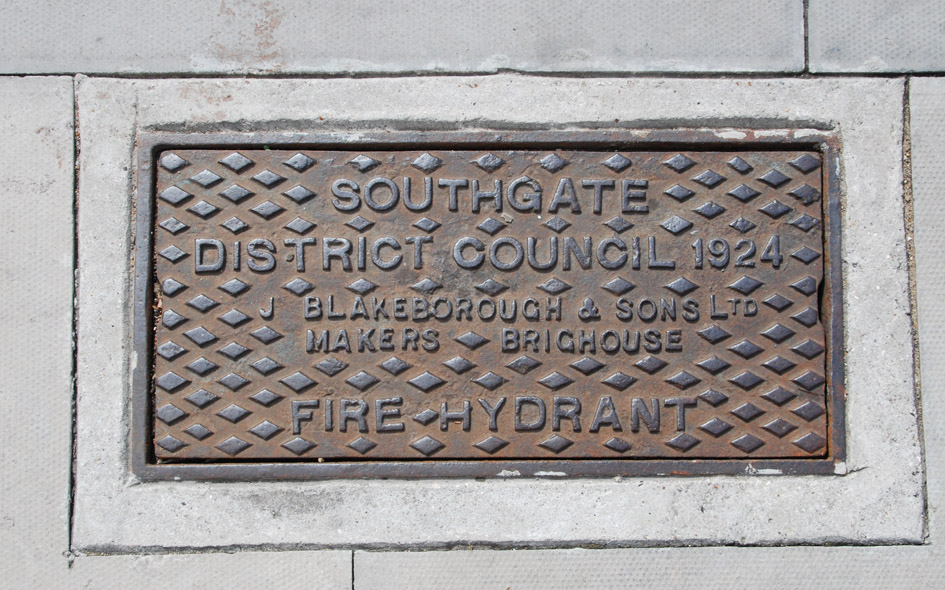 SOUTHGATE
DISTRICT COUNCIL 1924
J BLAKEBOROUGH & SONS LTD
MAKERS BRIGHOUSE
FIRE HYDRANT